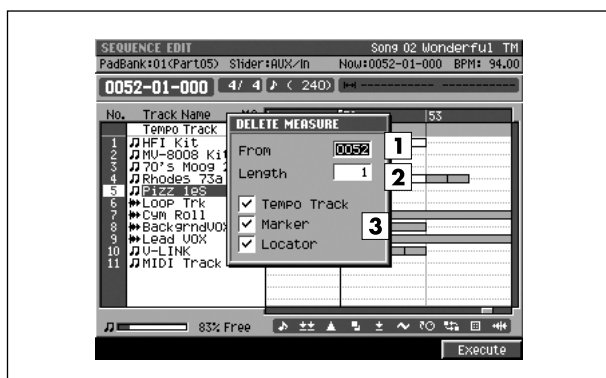 SEQUENCE EDIT Song 02 Wonderful TM
PadBank:01(Part05) Slider:AUX/In Now:0052-01-000 BPM: 94.00
0052-01-000 4/ 4 ♪ ( 240)
No. Track Name 53
Tempo Track
1 HFI Kit
2 MV-8008 Kit
3 70's Moog 2
4 Rhodes 73a
5 Pizz 1eS
6 Loop Trk
7 Cym Roll
8 BackgrndVOX
9 Lead VOX
10 V-LINK
11 MIDI Track
DELETE MEASURE
From 0052 1
Length 1 2
Tempo Track
Marker 3
Locator
83% Free
Execute